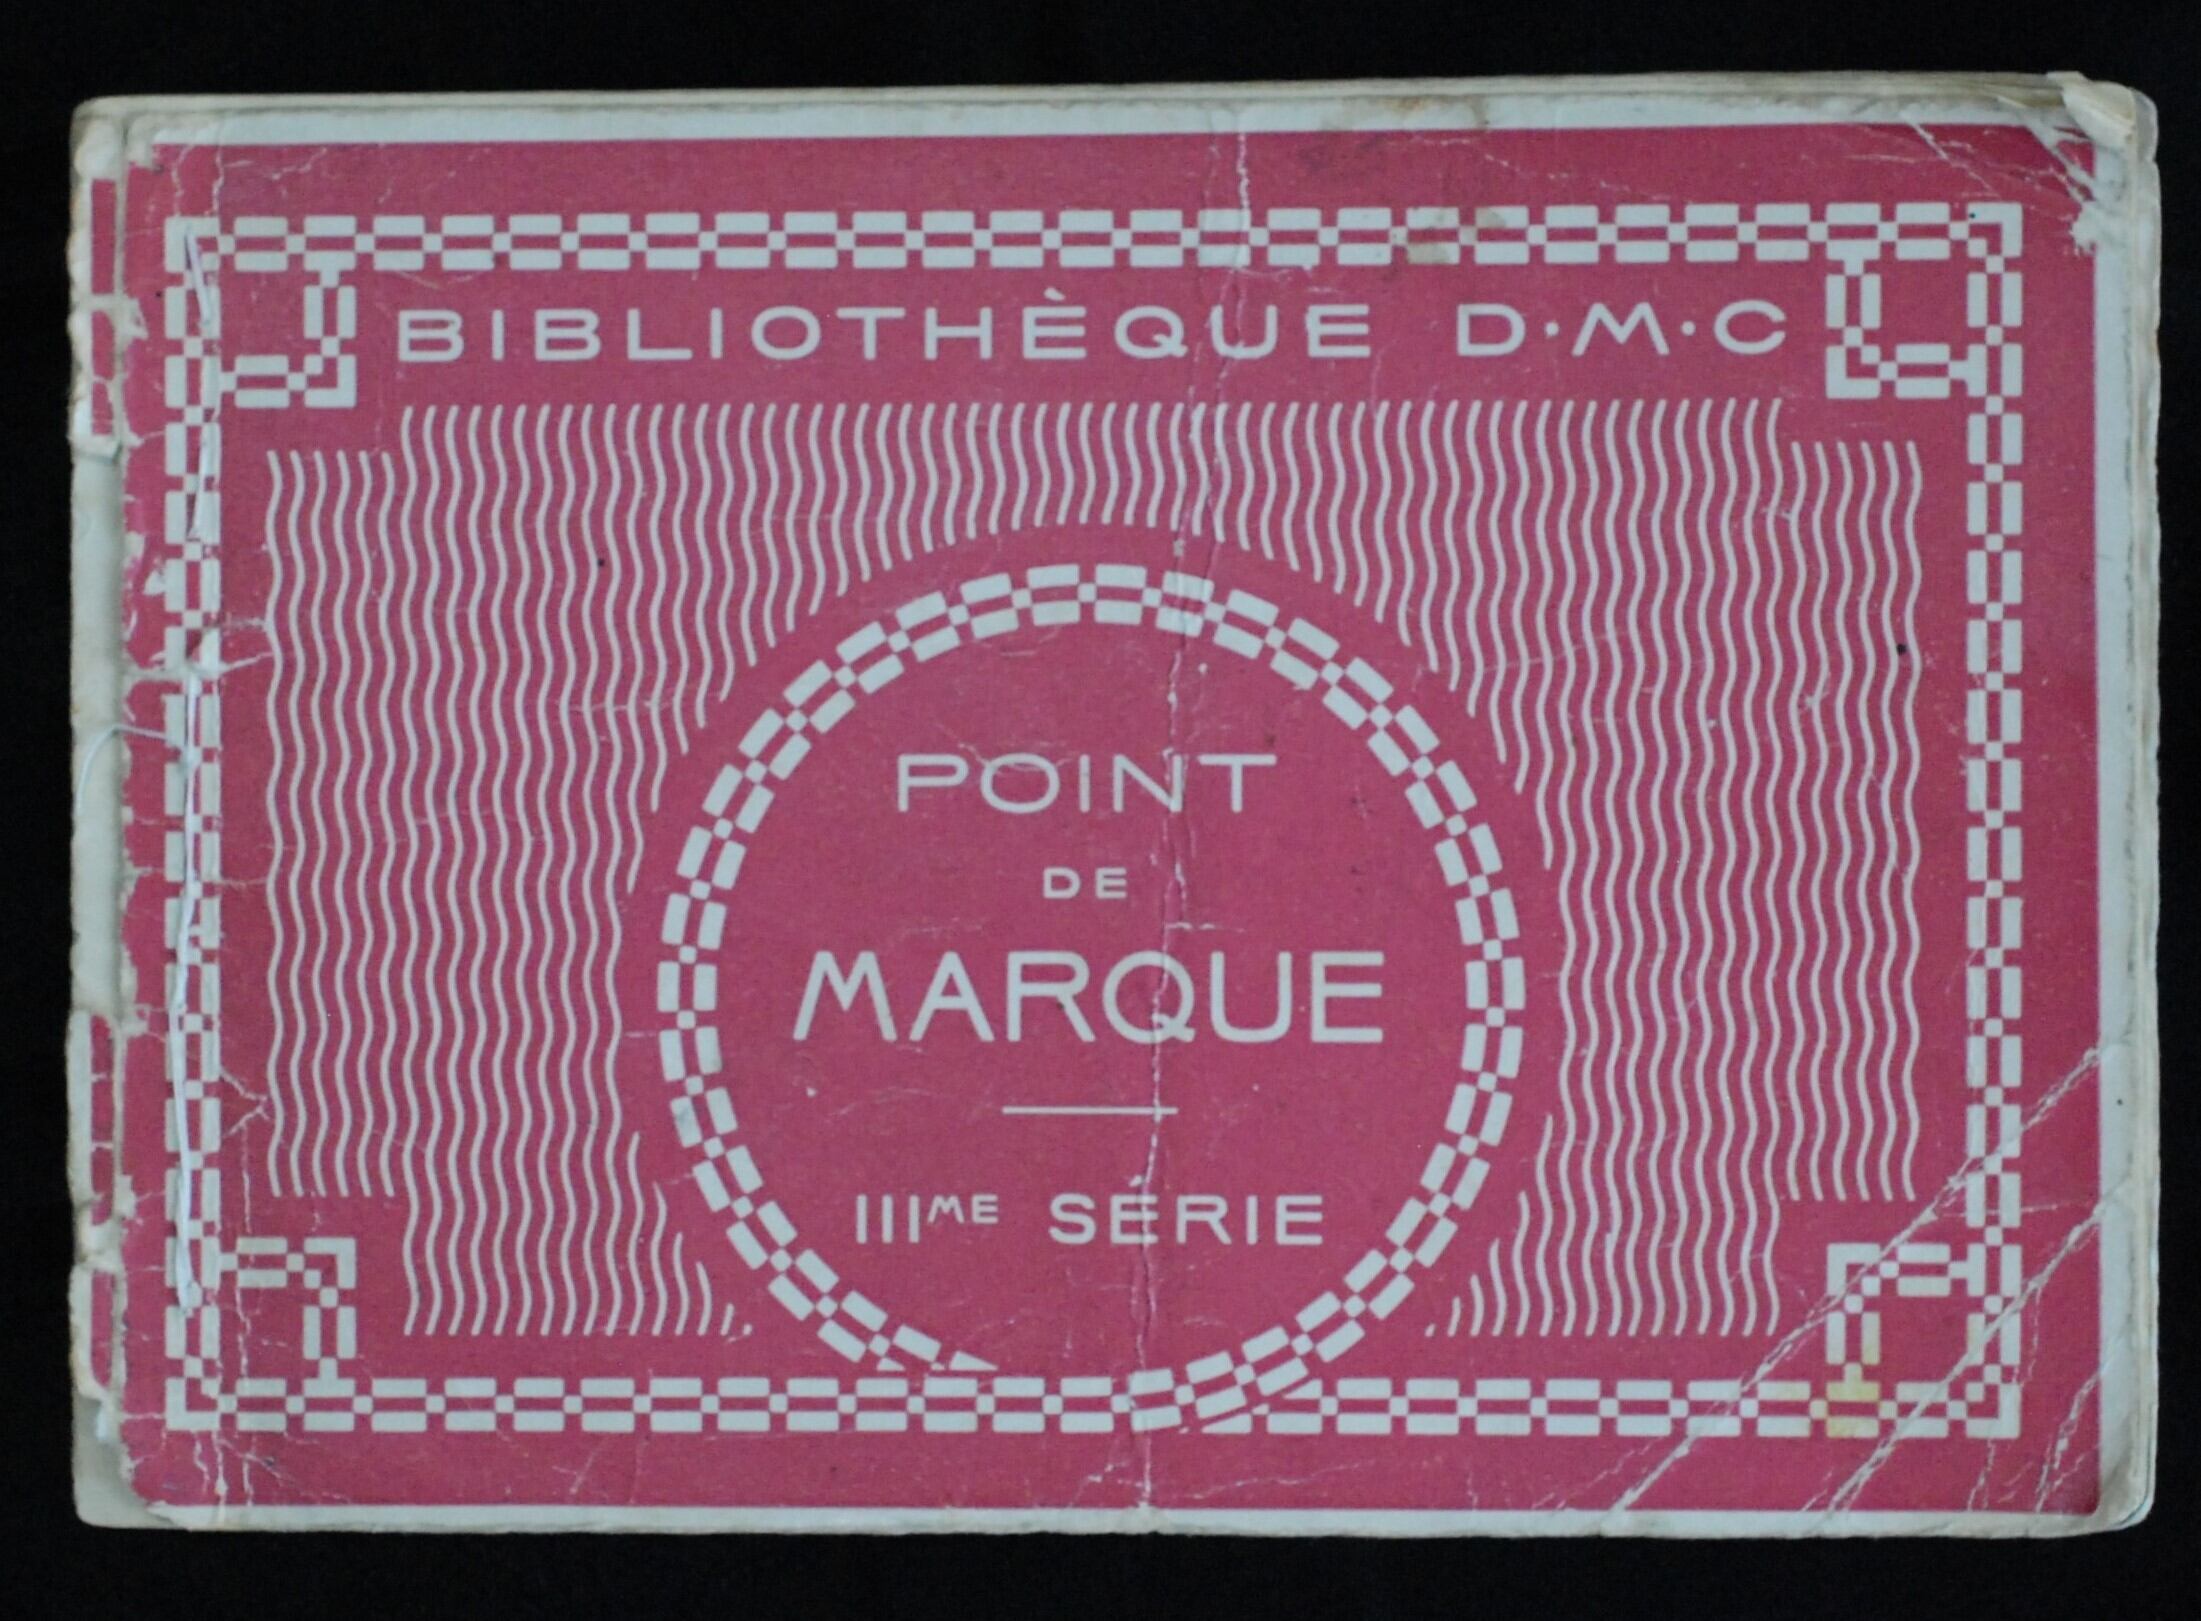 BIBLIOTHÈQUE D·M·C
POINT
DE
MARQUE
IIIME SÉRIE